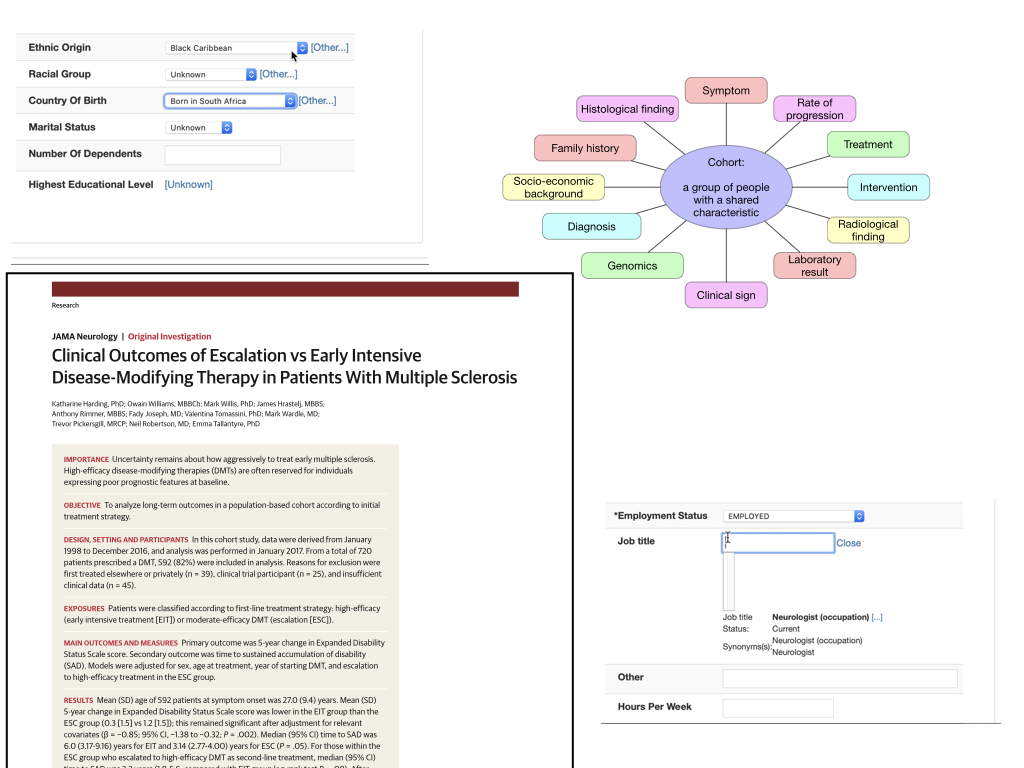 Ethnic Origin Black Caribbean [Other...]
Racial Group Unknown [Other...]
Country Of Birth Born in South Africa [Other...]
Marital Status Unknown
Number Of Dependents
Highest Educational Level [Unknown]
Symptom
Histological finding
Rate of
progression
Family history
Treatment
Cohort:
a group of people
with a shared
characteristic
Socio-economic
background
Intervention
Diagnosis
Radiological
finding
Genomics
Laboratory
result
Clinical sign
Research
JAMA Neurology | Original Investigation
Clinical Outcomes of Escalation vs Early Intensive
Disease-Modifying Therapy in Patients With Multiple Sclerosis
Katharine Harding, PhD; Owain Williams, MBBCh; Mark Willis, PhD; James Hrastelj, MBBS;
Anthony Rimmer, MBBS; Fady Joseph, MD; Valentina Tomassini, PhD; Mark Wardle, MD;
Trevor Pickersgill, MRCP; Neil Robertson, MD; Emma Tallantyre, PhD
IMPORTANCE Uncertainty remains about how aggressively to treat early multiple sclerosis.
High-efficacy disease-modifying therapies (DMTs) are often reserved for individuals
expressing poor prognostic features at baseline.
OBJECTIVE To analyze long-term outcomes in a population-based cohort according to initial
treatment strategy.
DESIGN, SETTING AND PARTICIPANTS In this cohort study, data were derived from January
1998 to December 2016, and analysis was performed in January 2017. From a total of 720
patients prescribed a DMT, 592 (82%) were included in analysis. Reasons for exclusion were
first treated elsewhere or privately (n = 39), clinical trial participant (n = 25), and insufficient
clinical data (n = 45).
EXPOSURES Patients were classified according to first-line treatment strategy: high-efficacy
(early intensive treatment [EIT]) or moderate-efficacy DMT (escalation [ESC]).
MAIN OUTCOMES AND MEASURES Primary outcome was 5-year change in Expanded Disability
Status Scale score. Secondary outcome was time to sustained accumulation of disability
(SAD). Models were adjusted for sex, age at treatment, year of starting DMT, and escalation
to high-efficacy treatment in the ESC group.
RESULTS Mean (SD) age of 592 patients at symptom onset was 27.0 (9.4) years. Mean (SD)
5-year change in Expanded Disability Status Scale score was lower in the EIT group than the
ESC group (0.3 [1.5] vs 1.2 [1.5]); this remained significant after adjustment for relevant
covariates (β = −0.85; 95% CI, −1.38 to −0.32; P = .002). Median (95% CI) time to SAD was
6.0 (3.17-9.16) years for EIT and 3.14 (2.77-4.00) years for ESC (P = .05). For those within the
ESC group who escalated to high-efficacy DMT as second-line treatment, median (95% CI)
*Employment Status EMPLOYED
Job title Close
Job title Neurologist (occupation) [...]
Status: Current
Synonyms(s): Neurologist (occupation)
Neurologist
Other
Hours Per Week